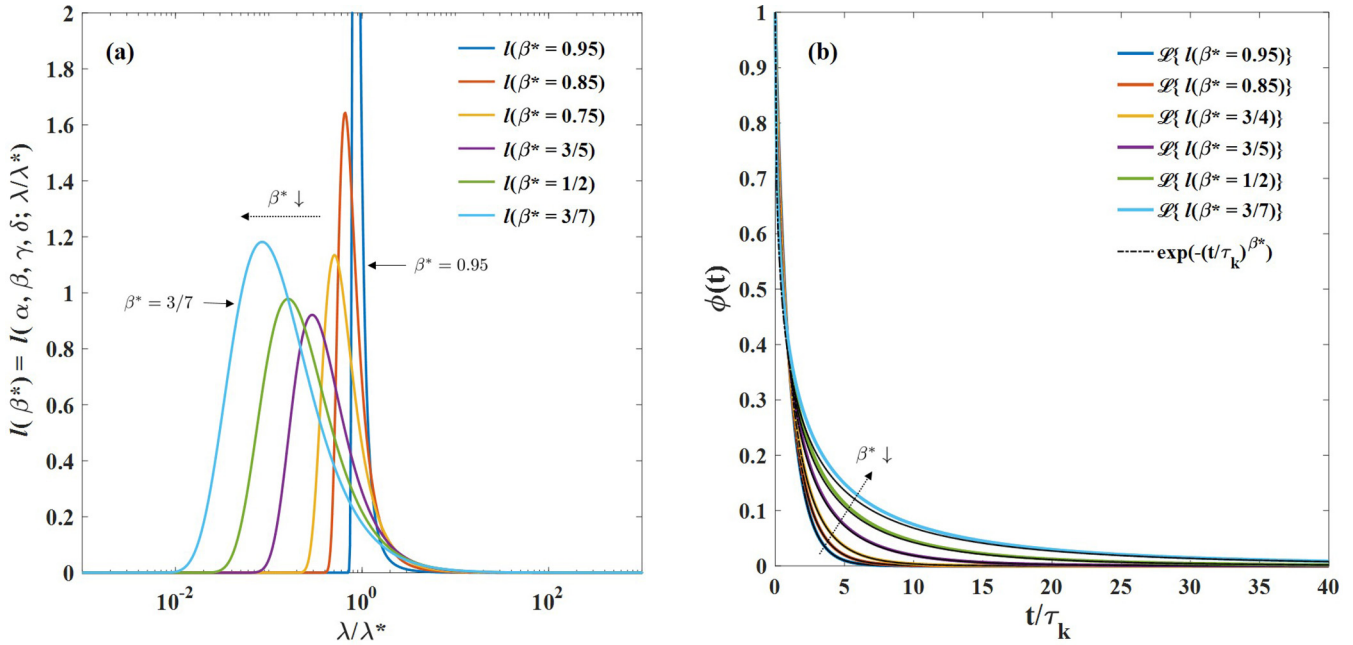 (a)
l( β*) = l( α, β, γ, δ; λ/λ*)
2
1.8
1.6
1.4
1.2
1
0.8
0.6
0.4
0.2
0
l(β* = 0.95)
l(β* = 0.85)
l(β* = 0.75)
l(β* = 3/5)
l(β* = 1/2)
l(β* = 3/7)
β* ↓
β* = 0.95
β* = 3/7
10⁻²
10⁰
10²
λ/λ*
(b)
ϕ(t)
1
0.9
0.8
0.7
0.6
0.5
0.4
0.3
0.2
0.1
0
ℒ{ l(β* = 0.95)}
ℒ{ l(β* = 0.85)}
ℒ{ l(β* = 3/4)}
ℒ{ l(β* = 3/5)}
ℒ{ l(β* = 1/2)}
ℒ{ l(β* = 3/7)}
exp(-(t/τₖ)^β*)
β* ↓
0 5 10 15 20 25 30 35 40
t/τₖ